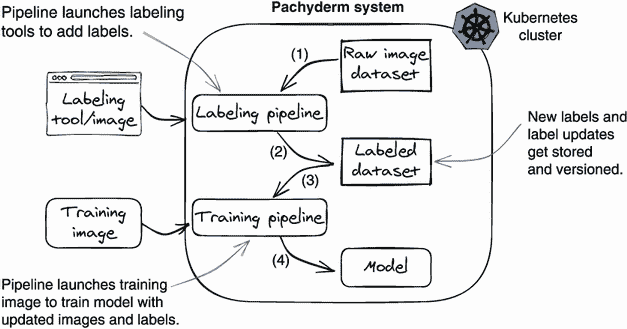 Pachyderm system
Pipeline launches labeling
tools to add labels.
Kubernetes
cluster
(1)
Raw image
dataset
Labeling
tool/image
Labeling pipeline
New labels and
label updates
get stored
and versioned.
(2)
Labeled
dataset
(3)
Training
image
Training pipeline
(4)
Model
Pipeline launches training
image to train model with
updated images and labels.